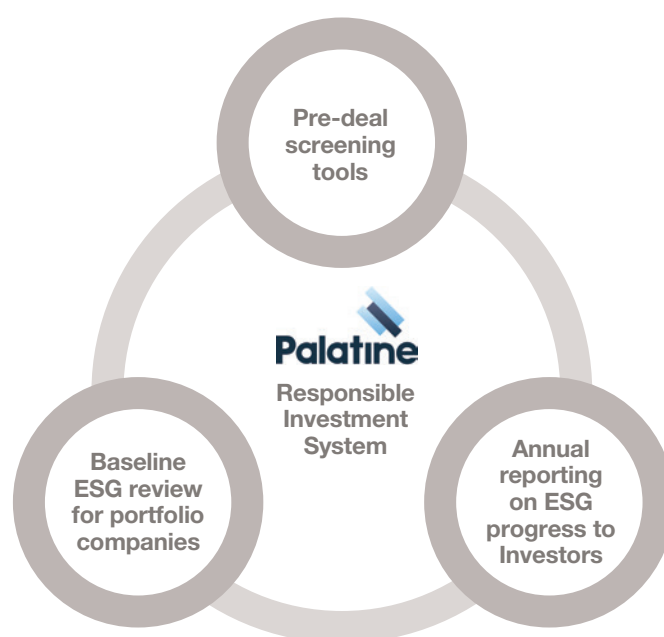 Pre-deal
screening
tools
Palatine
Responsible
Investment
System
Baseline
ESG review
for portfolio
companies
Annual
reporting
on ESG
progress to
Investors